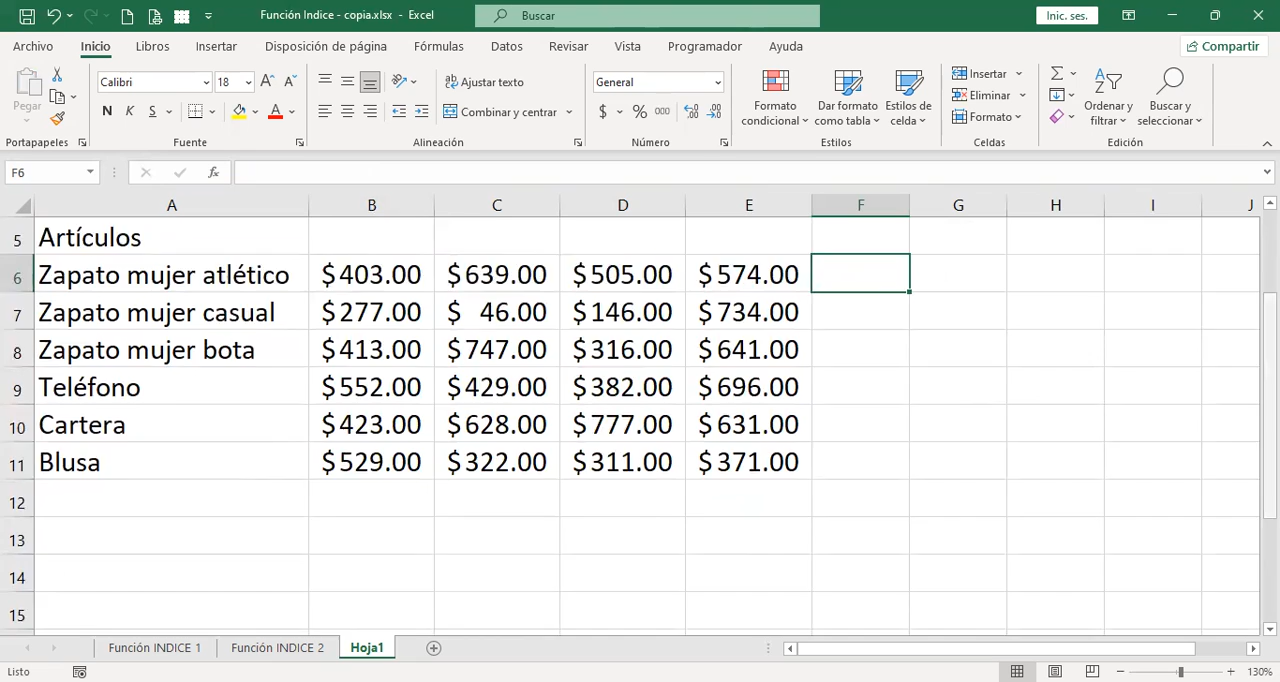 Función Indice - copia.xlsx - Excel
Buscar
Inic. ses.
Archivo Inicio Libros Insertar Disposición de página Fórmulas Datos Revisar Vista Programador Ayuda
Compartir
Pegar
Calibri 18
N K S
Ajustar texto
Combinar y centrar
General
$ % 000
Formato condicional
Dar formato como tabla
Estilos de celda
Insertar
Eliminar
Formato
Ordenar y filtrar
Buscar y seleccionar
Portapapeles Fuente Alineación Número Estilos Celdas Edición
F6 fx
A B C D E F G H I J
5 Artículos
6 Zapato mujer atlético $ 403.00 $ 639.00 $ 505.00 $ 574.00
7 Zapato mujer casual $ 277.00 $ 46.00 $ 146.00 $ 734.00
8 Zapato mujer bota $ 413.00 $ 747.00 $ 316.00 $ 641.00
9 Teléfono $ 552.00 $ 429.00 $ 382.00 $ 696.00
10 Cartera $ 423.00 $ 628.00 $ 777.00 $ 631.00
11 Blusa $ 529.00 $ 322.00 $ 311.00 $ 371.00
12
13
14
15
Función INDICE 1 Función INDICE 2 Hoja1
Listo 130%